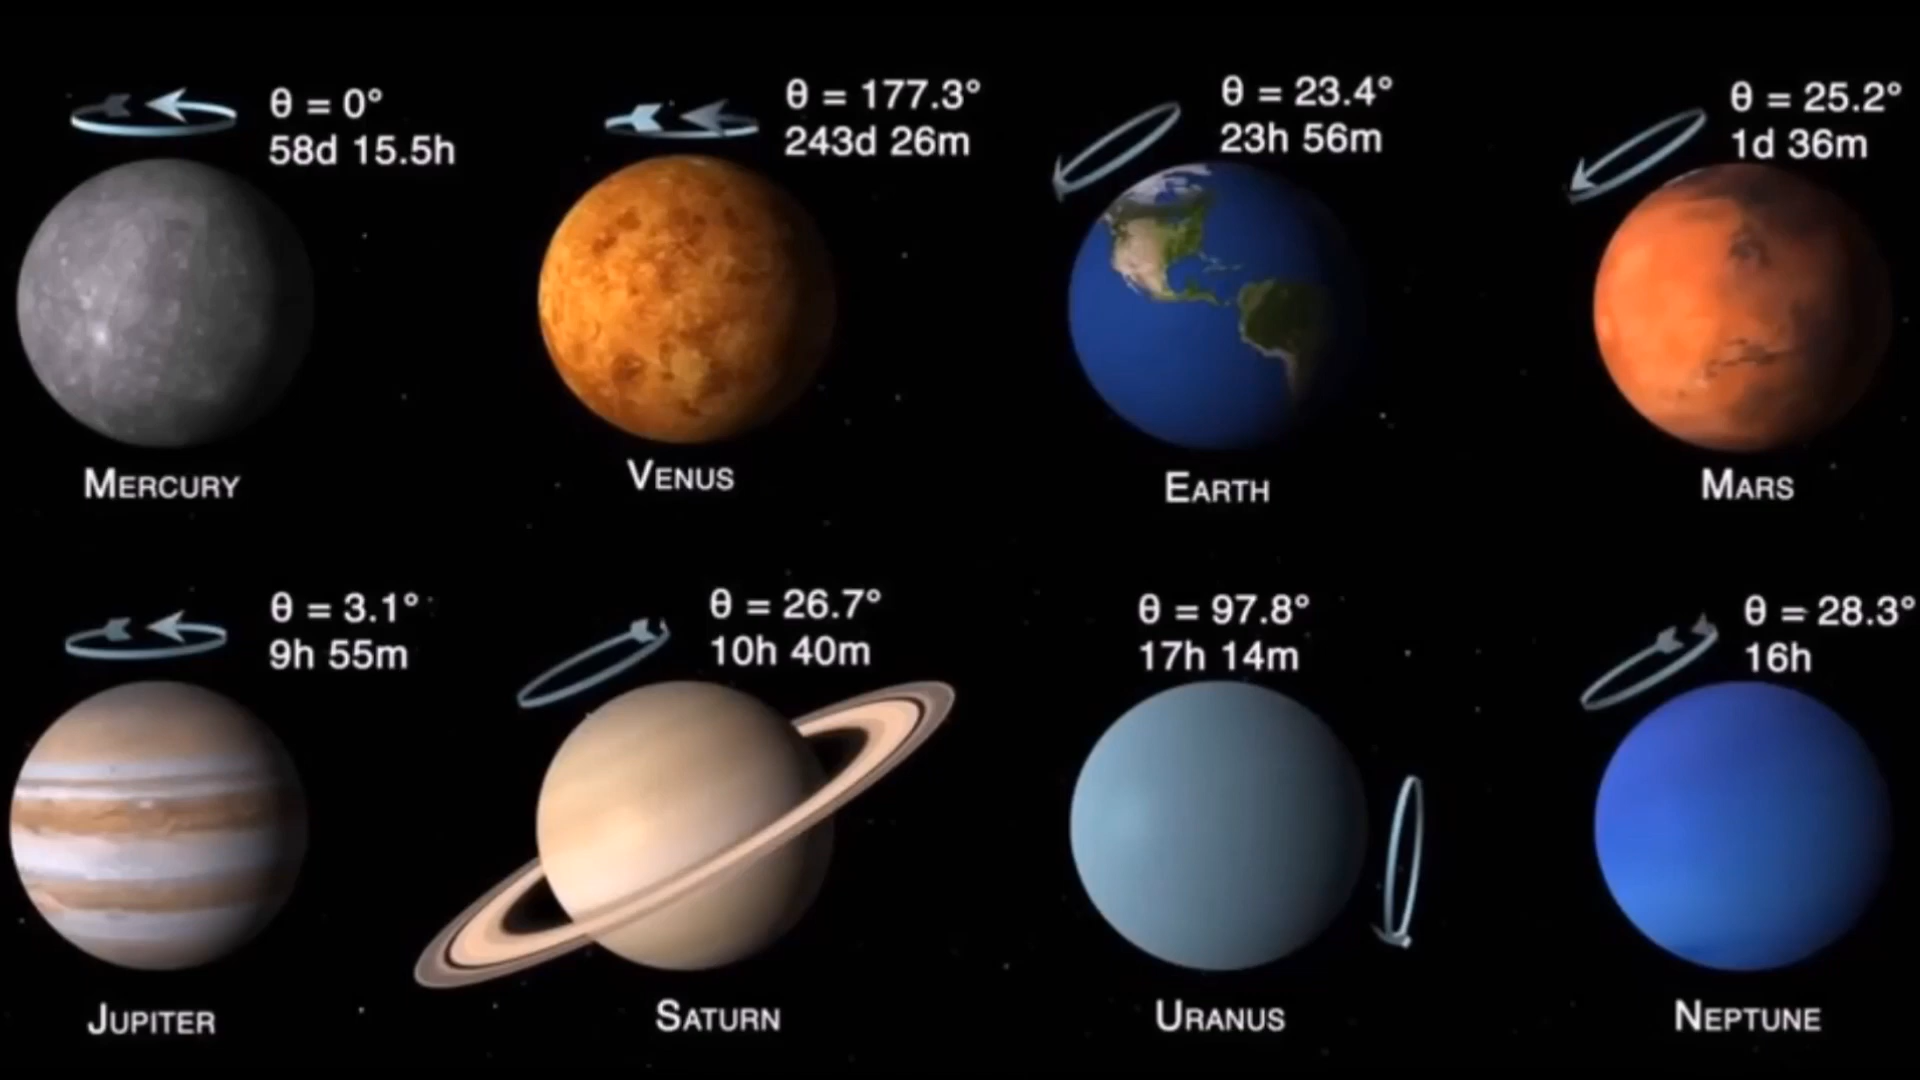 θ = 0°
58d 15.5h
MERCURY
θ = 177.3°
243d 26m
VENUS
θ = 23.4°
23h 56m
EARTH
θ = 25.2°
1d 36m
MARS
θ = 3.1°
9h 55m
JUPITER
θ = 26.7°
10h 40m
SATURN
θ = 97.8°
17h 14m
URANUS
θ = 28.3°
16h
NEPTUNE